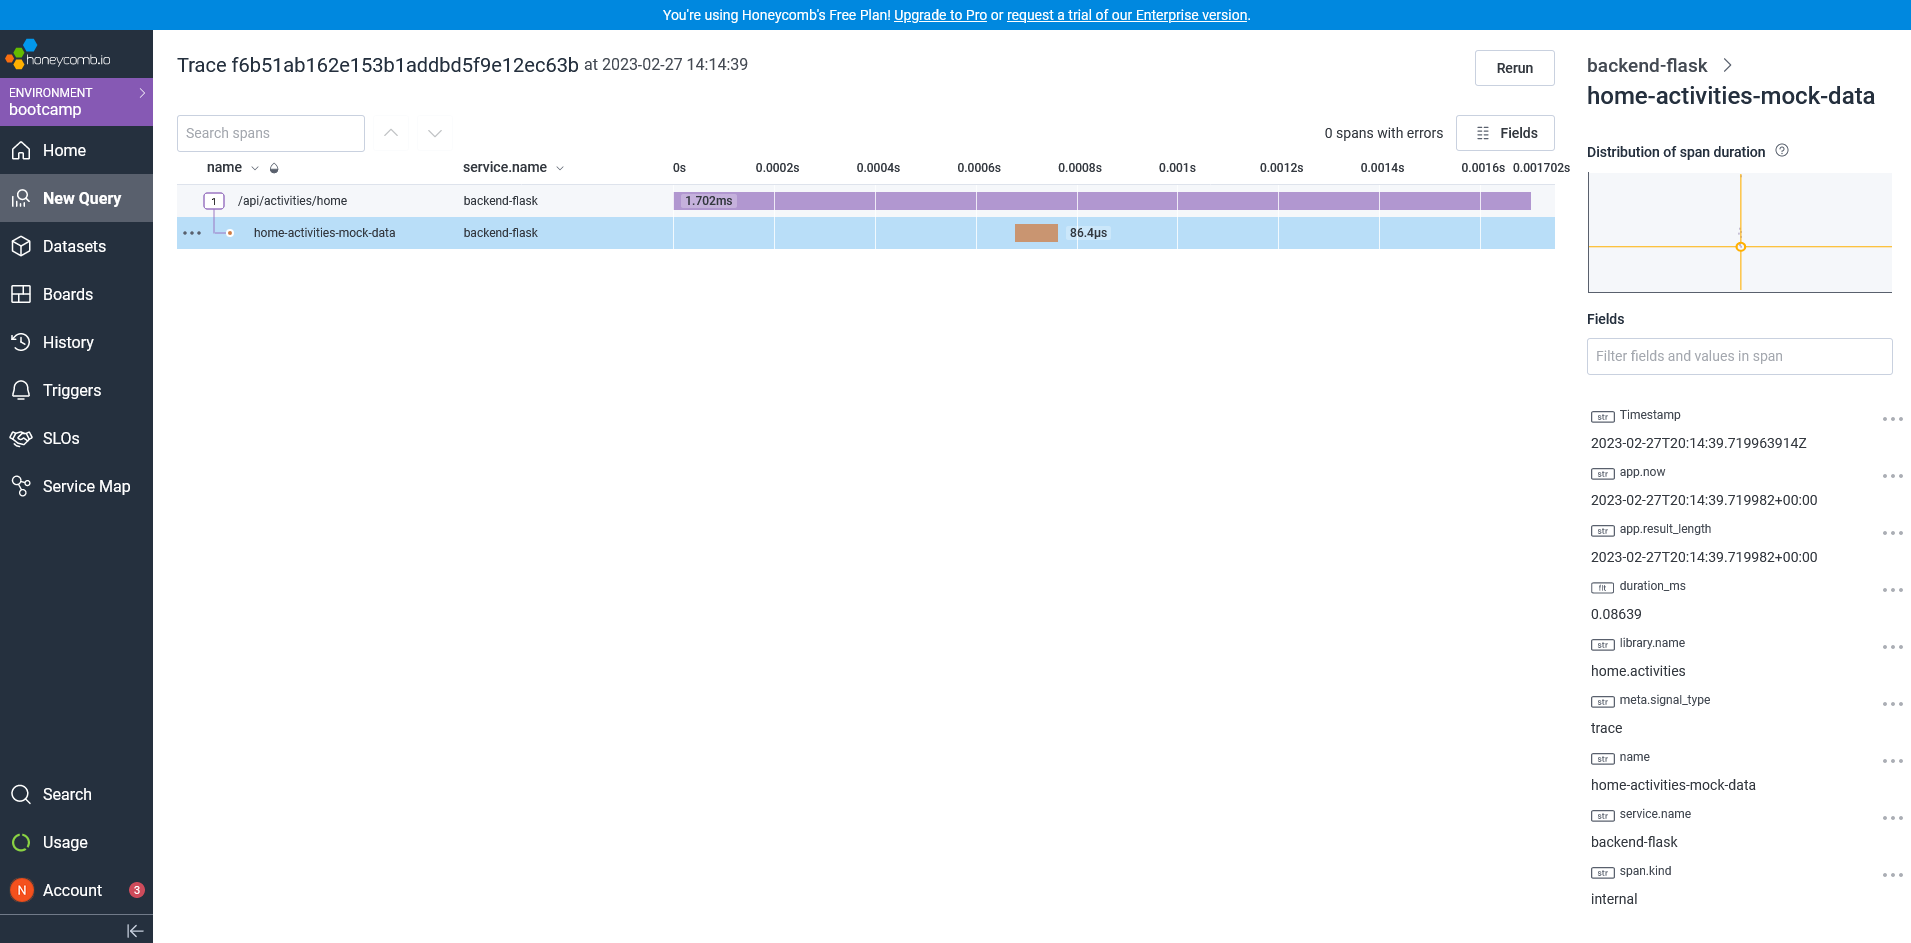 You're using Honeycomb's Free Plan! Upgrade to Pro or request a trial of our Enterprise version.
honeycomb.io
ENVIRONMENT
bootcamp
Home
New Query
Datasets
Boards
History
Triggers
SLOs
Service Map
Search
Usage
N Account 3
Trace f6b51ab162e153b1addbd5f9e12ec63b at 2023-02-27 14:14:39
Rerun
Search spans
0 spans with errors
Fields
name service.name 0s 0.0002s 0.0004s 0.0006s 0.0008s 0.001s 0.0012s 0.0014s 0.0016s 0.001702s
1 /api/activities/home backend-flask 1.702ms
home-activities-mock-data backend-flask 86.4μs
backend-flask
home-activities-mock-data
Distribution of span duration
Fields
Filter fields and values in span
str Timestamp
2023-02-27T20:14:39.719963914Z
str app.now
2023-02-27T20:14:39.719982+00:00
str app.result_length
2023-02-27T20:14:39.719982+00:00
flt duration_ms
0.08639
str library.name
home.activities
str meta.signal_type
trace
str name
home-activities-mock-data
str service.name
backend-flask
str span.kind
internal